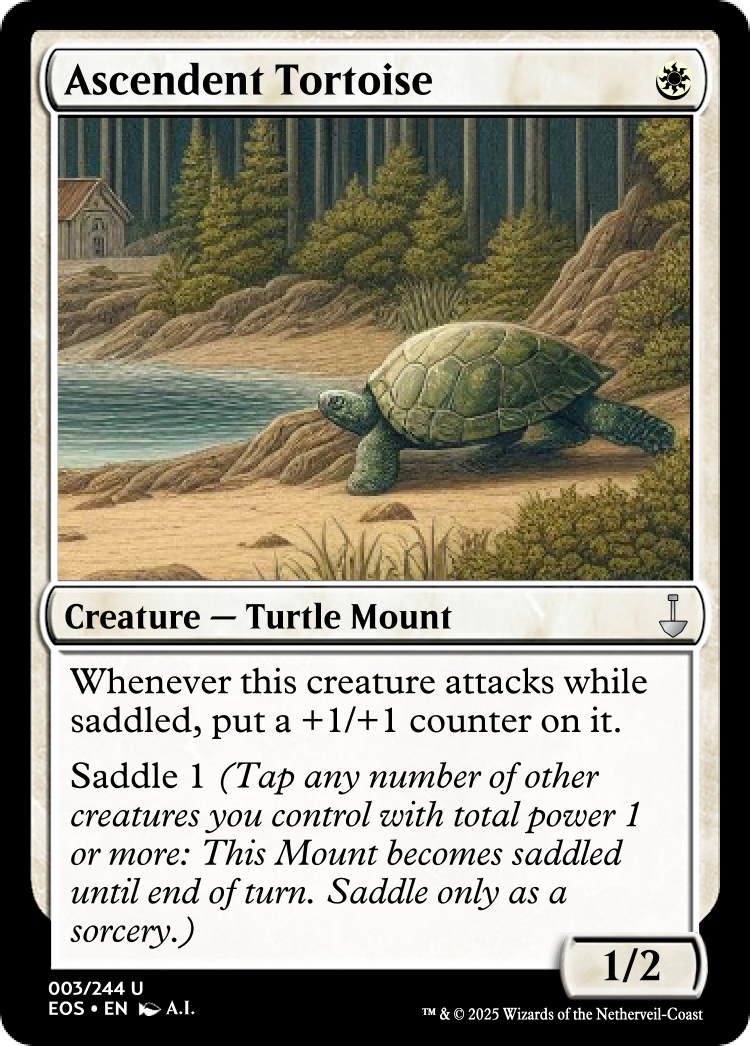 Ascendent Tortoise
Creature — Turtle Mount
Whenever this creature attacks while
saddled, put a +1/+1 counter on it.
Saddle 1 (Tap any number of other
creatures you control with total power 1
or more: This Mount becomes saddled
until end of turn. Saddle only as a
sorcery.)
1/2
003/244 U
EOS • EN A.I.
™ & © 2025 Wizards of the Netherveil-Coast